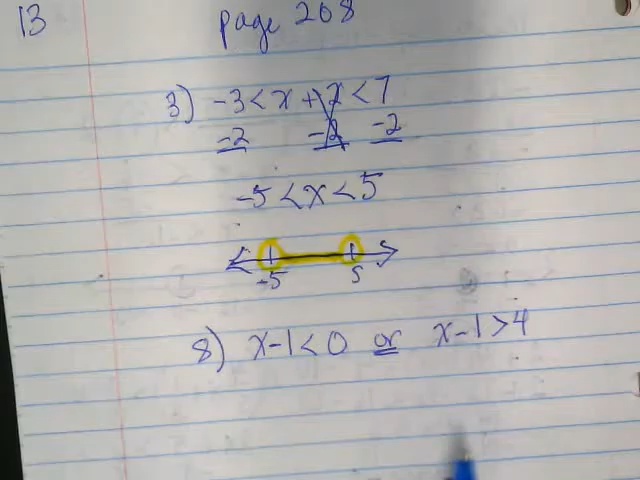 13 page 208
3) -3 < x + 2 < 7
-2 -2 -2
-5 < x < 5
-5 5
8) x - 1 < 0 or x - 1 > 4